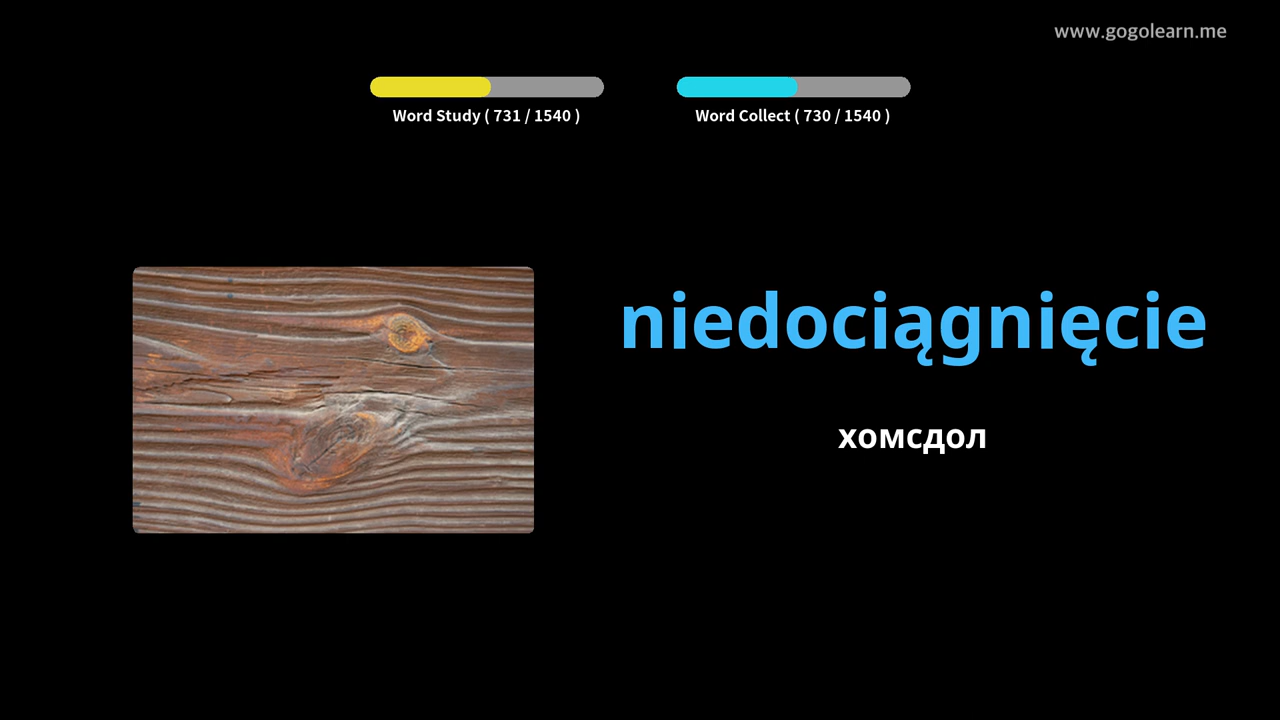 www.gogolearn.me
Word Study ( 731 / 1540 )
Word Collect ( 730 / 1540 )
niedociągnięcie
хомсдол